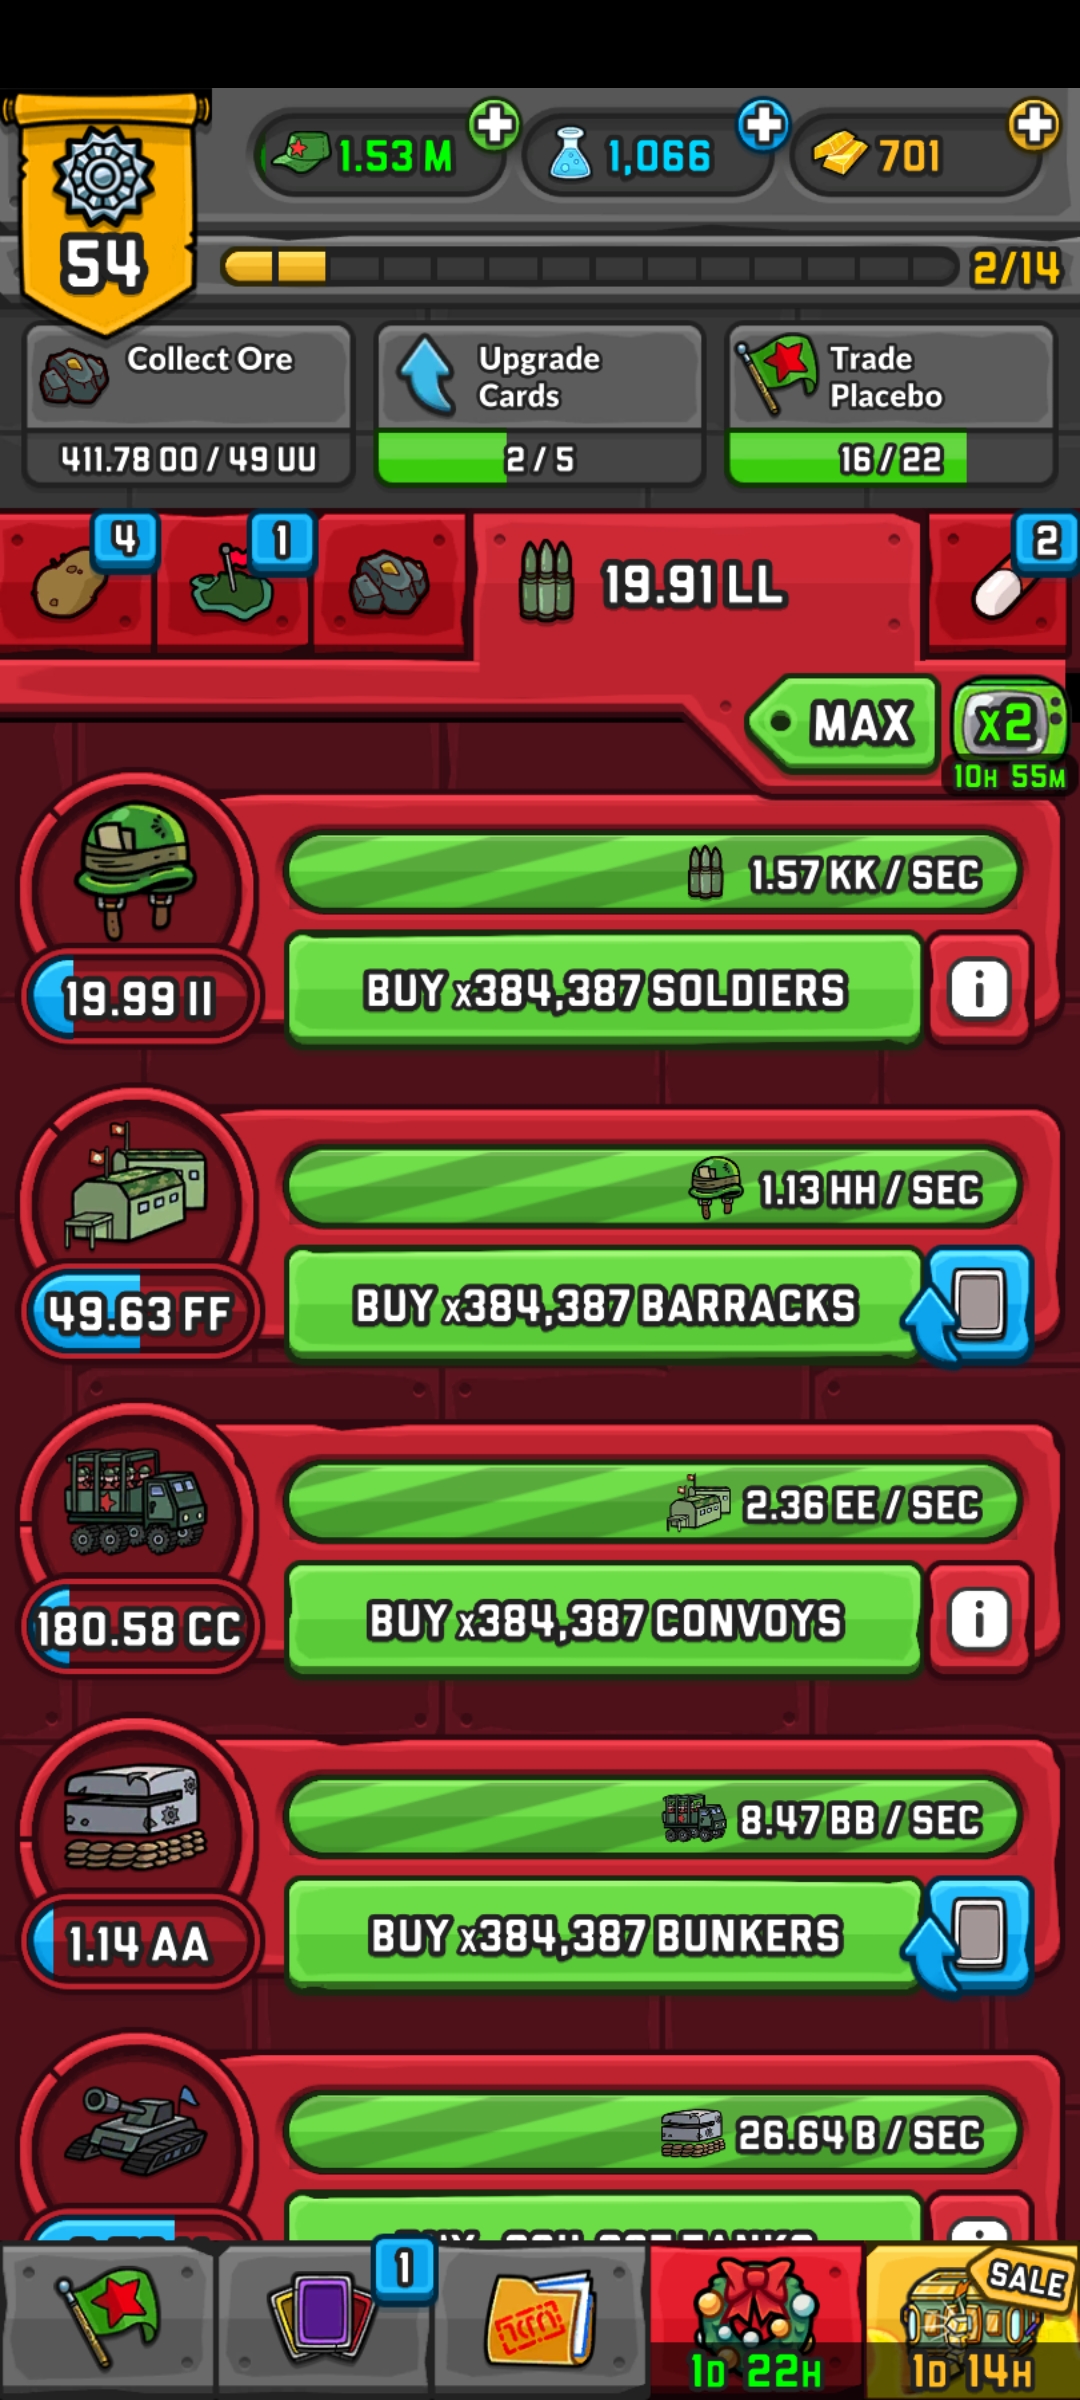 54
1.53 M
1,066
701
2/14
Collect Ore
411.78 OO / 49 UU
Upgrade
Cards
2 / 5
Trade
Placebo
16 / 22
4
1
19.91 LL
2
MAX
x2
10H 55M
1.57 KK / SEC
19.99 II
BUY x384,387 SOLDIERS
i
1.13 HH / SEC
49.63 FF
BUY x384,387 BARRACKS
2.36 EE / SEC
180.58 CC
BUY x384,387 CONVOYS
i
8.47 BB / SEC
1.14 AA
BUY x384,387 BUNKERS
26.64 B / SEC
1
SALE
1D 22H
1D 14H